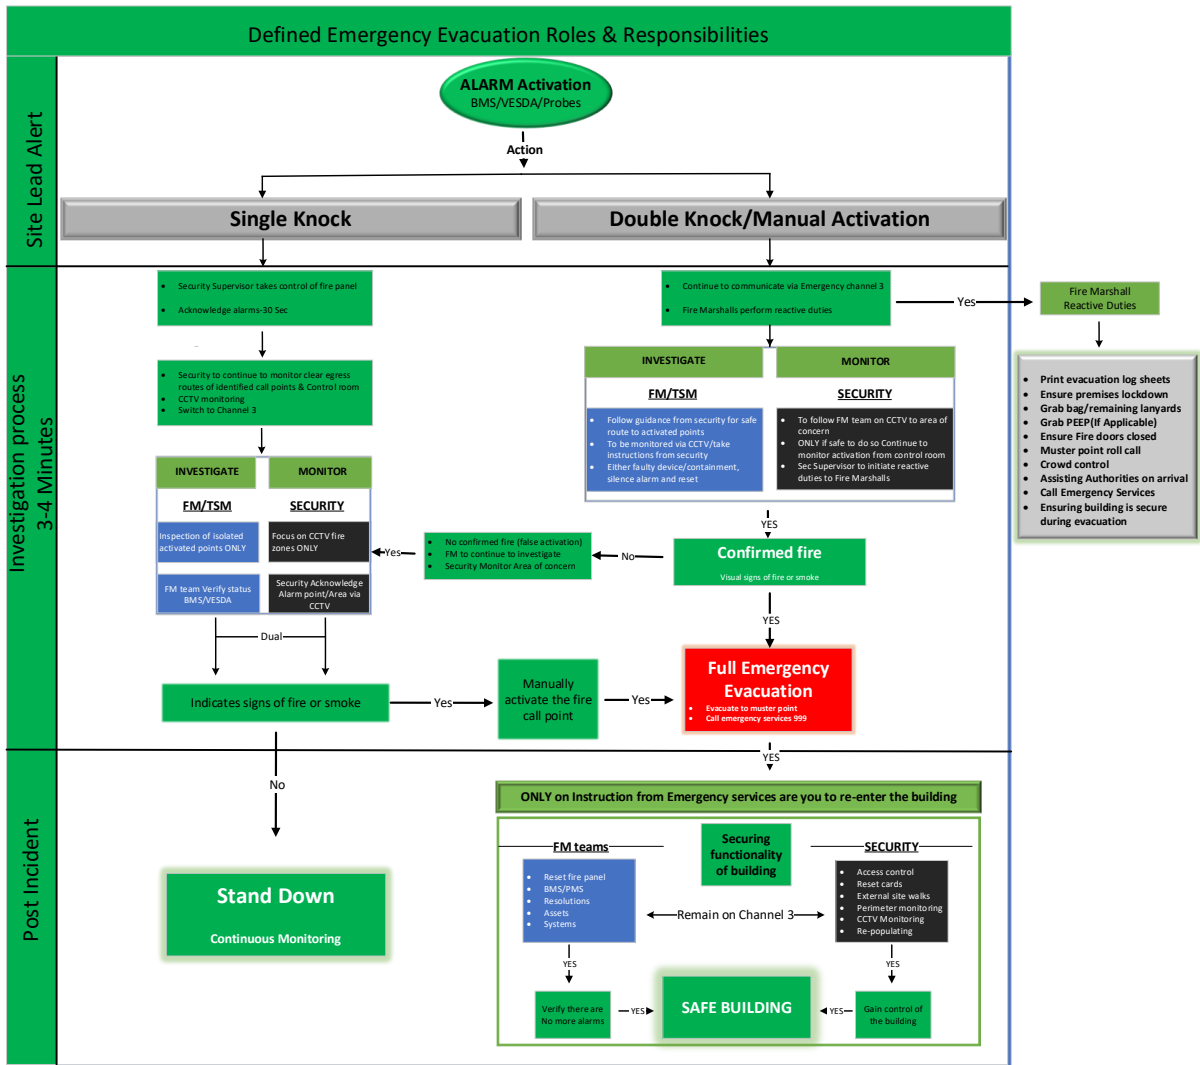 Defined Emergency Evacuation Roles & Responsibilities
Site Lead Alert
ALARM Activation
BMS/VESDA/Probes
Action
Single Knock
Double Knock/Manual Activation
Investigation process
3-4 Minutes
• Security Supervisor takes control of fire panel
• Acknowledge alarms-30 Sec
• Security to continue to monitor clear egress
routes of identified call points & Control room
• CCTV monitoring
• Switch to Channel 3
INVESTIGATE
MONITOR
FM/TSM
SECURITY
Inspection of isolated
activated points ONLY
Focus on CCTV fire
zones ONLY
FM team Verify status
BMS/VESDA
Security Acknowledge
Alarm point/Area via
CCTV
Dual
Indicates signs of fire or smoke
Yes
Manually
activate the fire
call point
Yes
• Continue to communicate via Emergency channel 3
• Fire Marshalls perform reactive duties
Yes
Fire Marshall
Reactive Duties
• Print evacuation log sheets
• Ensure premises lockdown
• Grab bag/remaining lanyards
• Grab PEEP(If Applicable)
• Ensure Fire doors closed
• Muster point roll call
• Crowd control
• Assisting Authorities on arrival
• Call Emergency Services
• Ensuring building is secure
during evacuation
INVESTIGATE
MONITOR
FM/TSM
SECURITY
• Follow guidance from security for safe
route to activated points
• To be monitored via CCTV/take
instructions from security
• Either faulty device/containment,
silence alarm and reset
• To follow FM team on CCTV to area of
concern
• ONLY if safe to do so Continue to
monitor activation from control room
• Sec Supervisor to initiate reactive
duties to Fire Marshalls
YES
Confirmed fire
Visual signs of fire or smoke
No
• No confirmed fire (false activation)
• FM to continue to investigate
• Security Monitor Area of concern
Yes
YES
Full Emergency
Evacuation
• Evacuate to muster point
• Call emergency services 999
YES
Post Incident
No
Stand Down
Continuous Monitoring
ONLY on Instruction from Emergency services are you to re-enter the building
FM teams
Securing
functionality
of building
SECURITY
• Reset fire panel
• BMS/PMS
• Resolutions
• Assets
• Systems
Remain on Channel 3
• Access control
• Reset cards
• External site walks
• Perimeter monitoring
• CCTV Monitoring
• Re-populating
YES
YES
Verify there are
No more alarms
YES
SAFE BUILDING
YES
Gain control of
the building